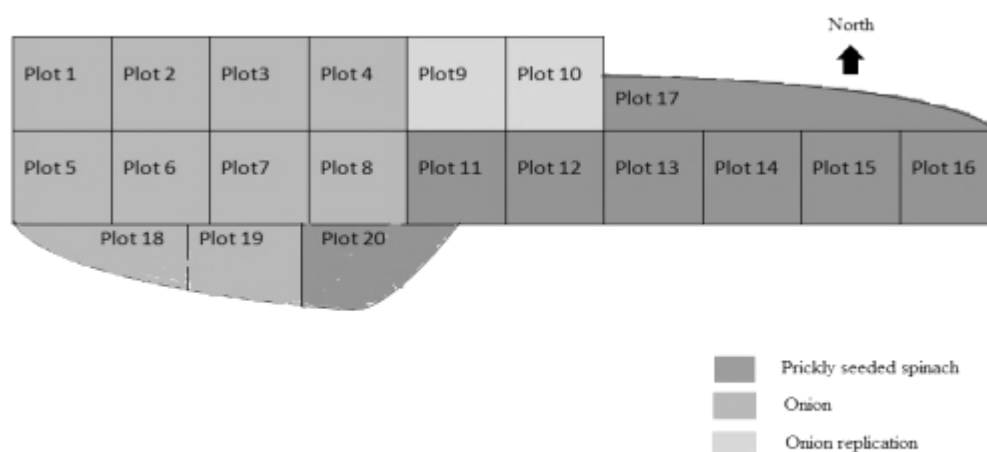 North
Plot 1 Plot 2 Plot3 Plot 4 Plot9 Plot 10
Plot 17
Plot 5 Plot 6 Plot7 Plot 8 Plot 11 Plot 12 Plot 13 Plot 14 Plot 15 Plot 16
Plot 18 Plot 19 Plot 20
Prickly seeded spinach
Onion
Onion replication